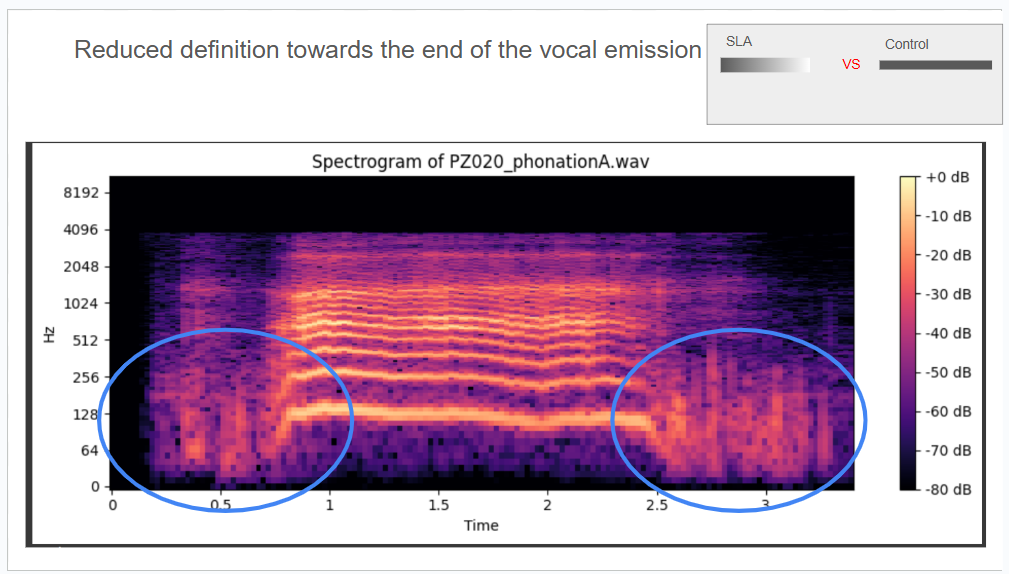 Reduced definition towards the end of the vocal emission
SLA
VS
Control
Spectrogram of PZ020_phonationA.wav
8192
4096
2048
1024
512
256
128
64
0
Hz
0
0.5
1
1.5
2
2.5
3
Time
+0 dB
-10 dB
-20 dB
-30 dB
-40 dB
-50 dB
-60 dB
-70 dB
-80 dB